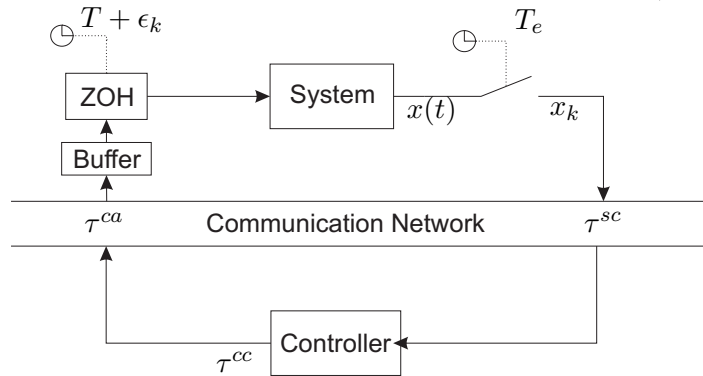 T + ϵ_k
T_e
ZOH
System
x(t)
x_k
Buffer
τ^{ca}
Communication Network
τ^{sc}
τ^{cc}
Controller